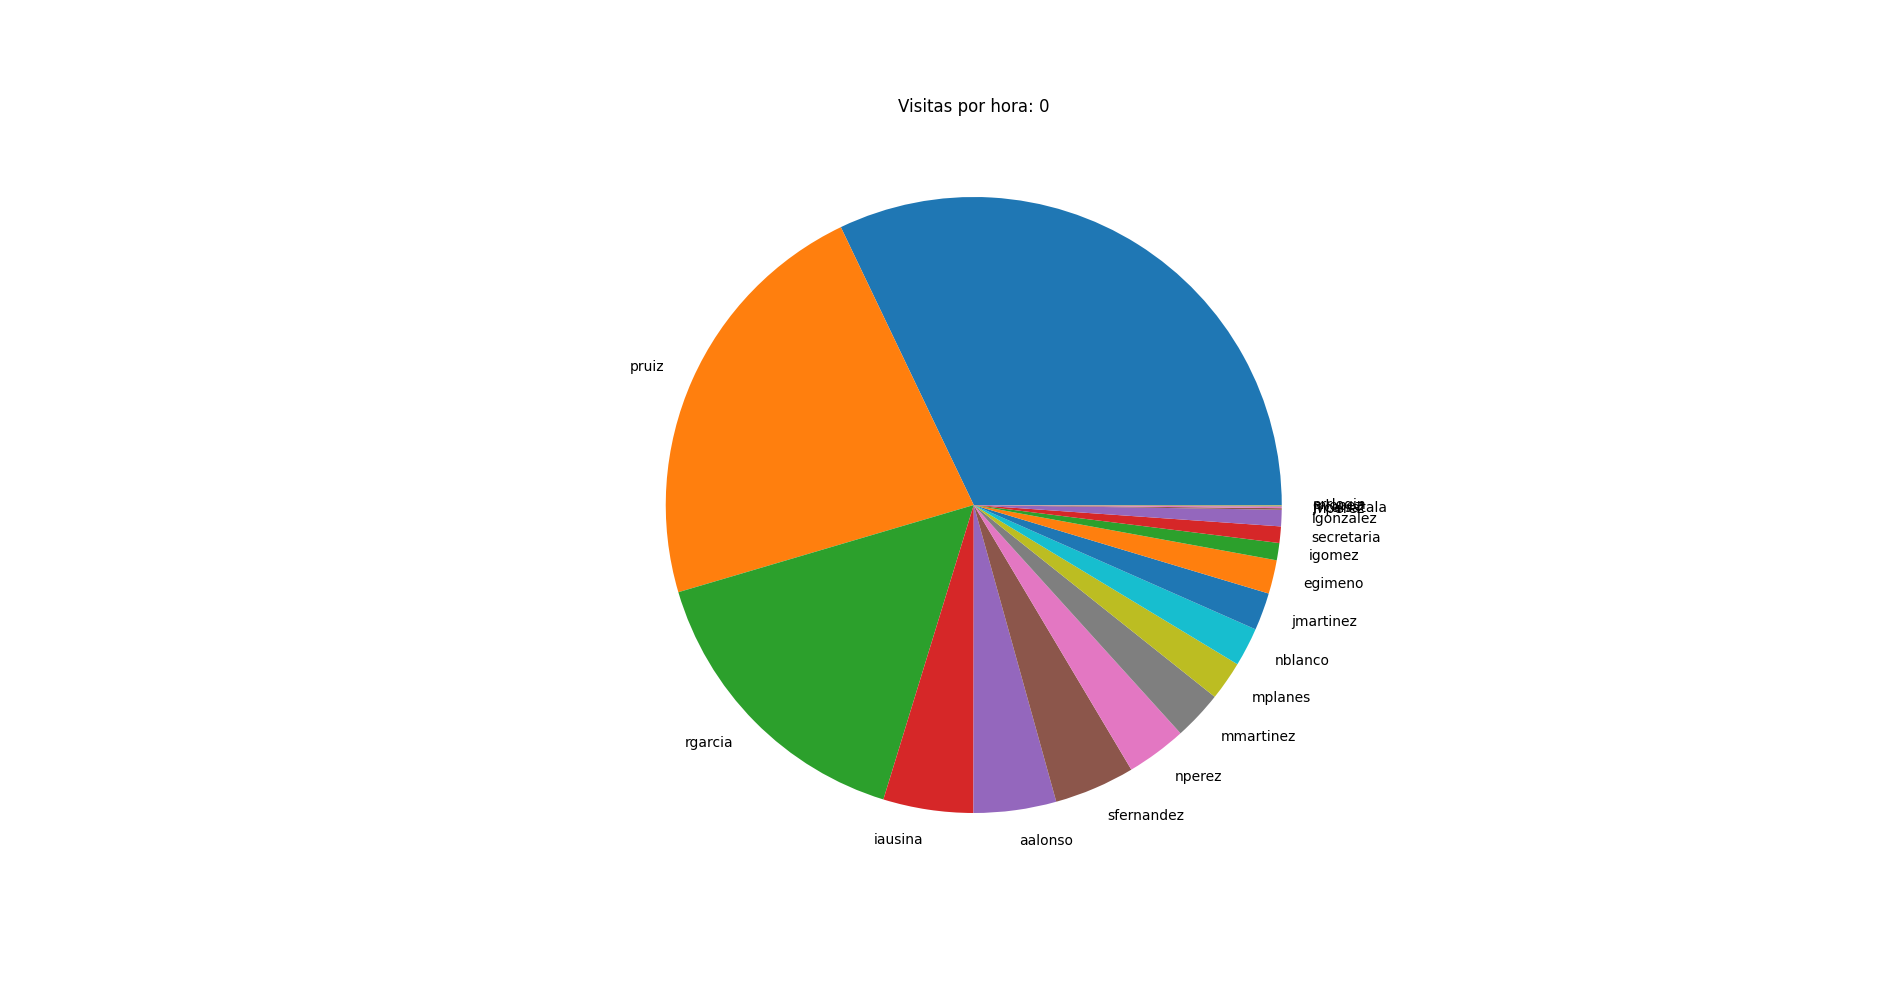 Visitas por hora: 0
pruiz
rgarcia
iausina
aalonso
sfernandez
nperez
mmartinez
mplanes
nblanco
jmartinez
egimeno
igomez
secretaria
lgonzalez